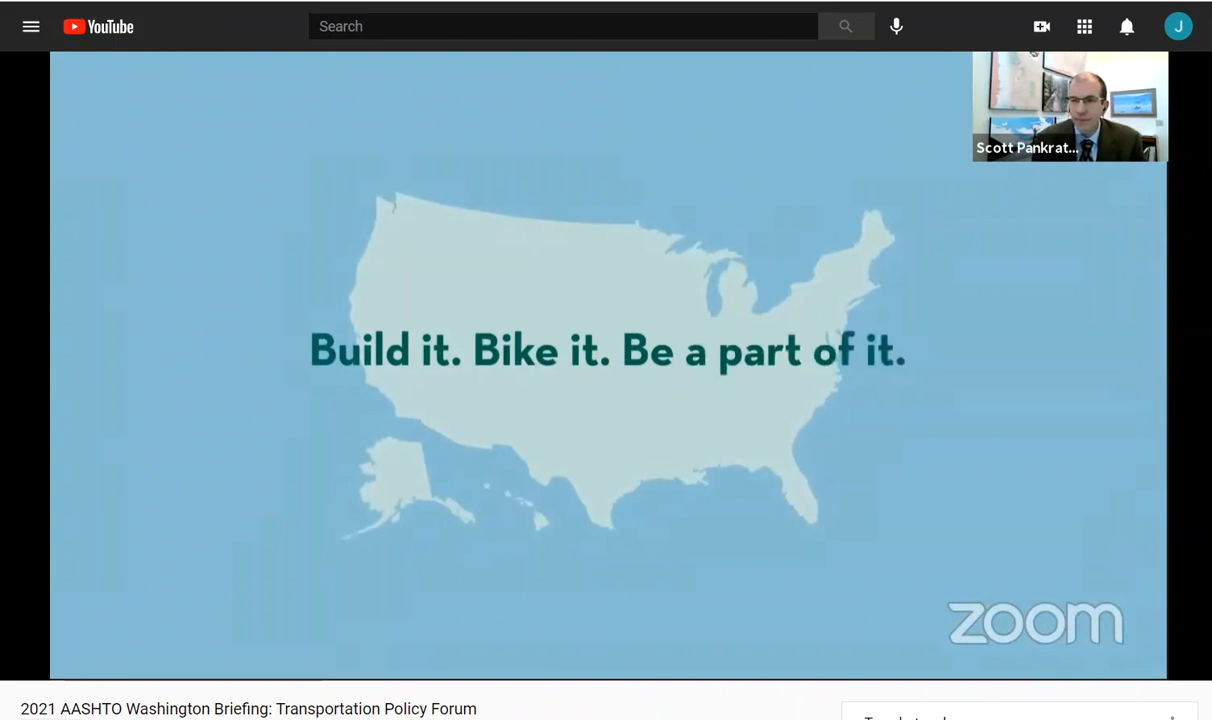 YouTube
Search
J
Scott Pankrat...
Build it. Bike it. Be a part of it.
zoom
2021 AASHTO Washington Briefing: Transportation Policy Forum